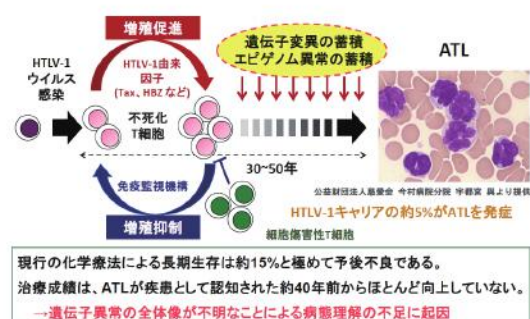 増殖促進
HTLV-1
ウイルス
感染
HTLV-1由来
因子
(Tax、HBZなど)
不死化
T細胞
遺伝子変異の蓄積
エピゲノム異常の蓄積
ATL
30~50年
免疫監視機構
増殖抑制
細胞傷害性T細胞
公益財団法人慈愛会 今村病院分院 宇都宮 與より提供
HTLV-1キャリアの約5%がATLを発症
現行の化学療法による長期生存は約15%と極めて予後不良である。
治療成績は、ATLが疾患として認知された約40年前からほとんど向上していない。
→遺伝子異常の全体像が不明なことによる病態理解の不足に起因